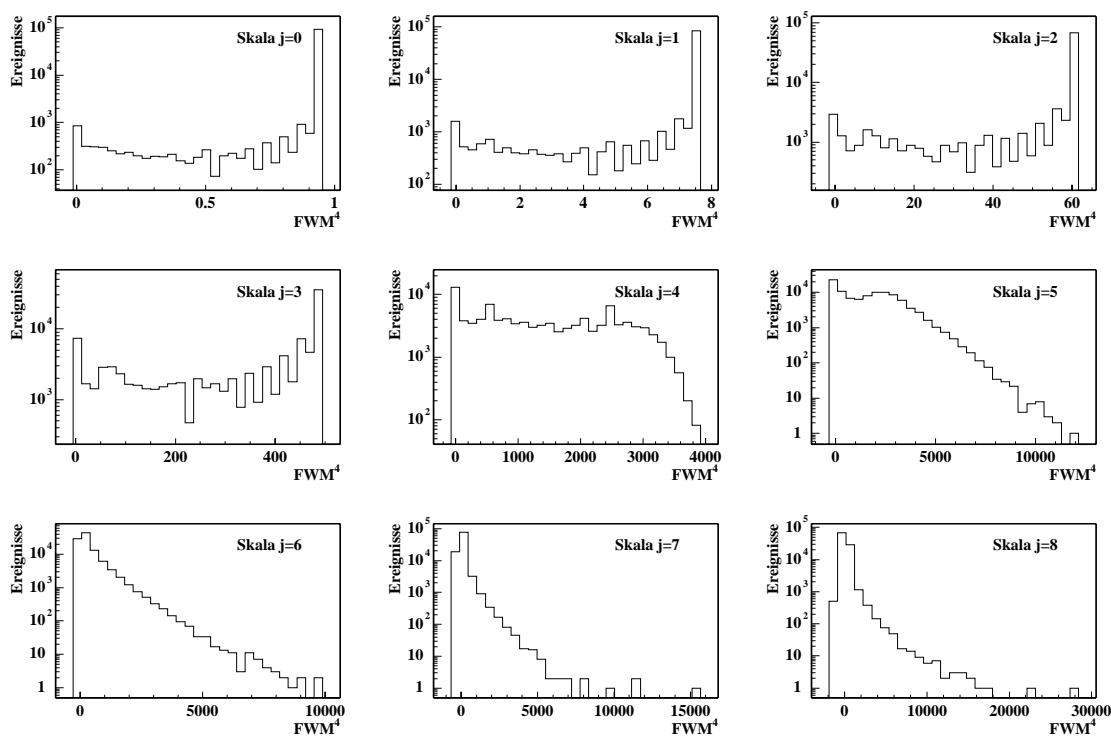 Ereignisse
Skala j=0
10^5
10^4
10^3
10^2
0 0.5 1
FWM^4
Ereignisse
Skala j=1
10^5
10^4
10^3
10^2
0 2 4 6 8
FWM^4
Ereignisse
Skala j=2
10^5
10^4
10^3
0 20 40 60
FWM^4
Ereignisse
Skala j=3
10^4
10^3
0 200 400
FWM^4
Ereignisse
Skala j=4
10^4
10^3
10^2
0 1000 2000 3000 4000
FWM^4
Ereignisse
Skala j=5
10^4
10^3
10^2
10
1
0 5000 10000
FWM^4
Ereignisse
Skala j=6
10^4
10^3
10^2
10
1
0 5000 10000
FWM^4
Ereignisse
Skala j=7
10^5
10^4
10^3
10^2
10
1
0 5000 10000 15000
FWM^4
Ereignisse
Skala j=8
10^5
10^4
10^3
10^2
10
1
0 10000 20000 30000
FWM^4